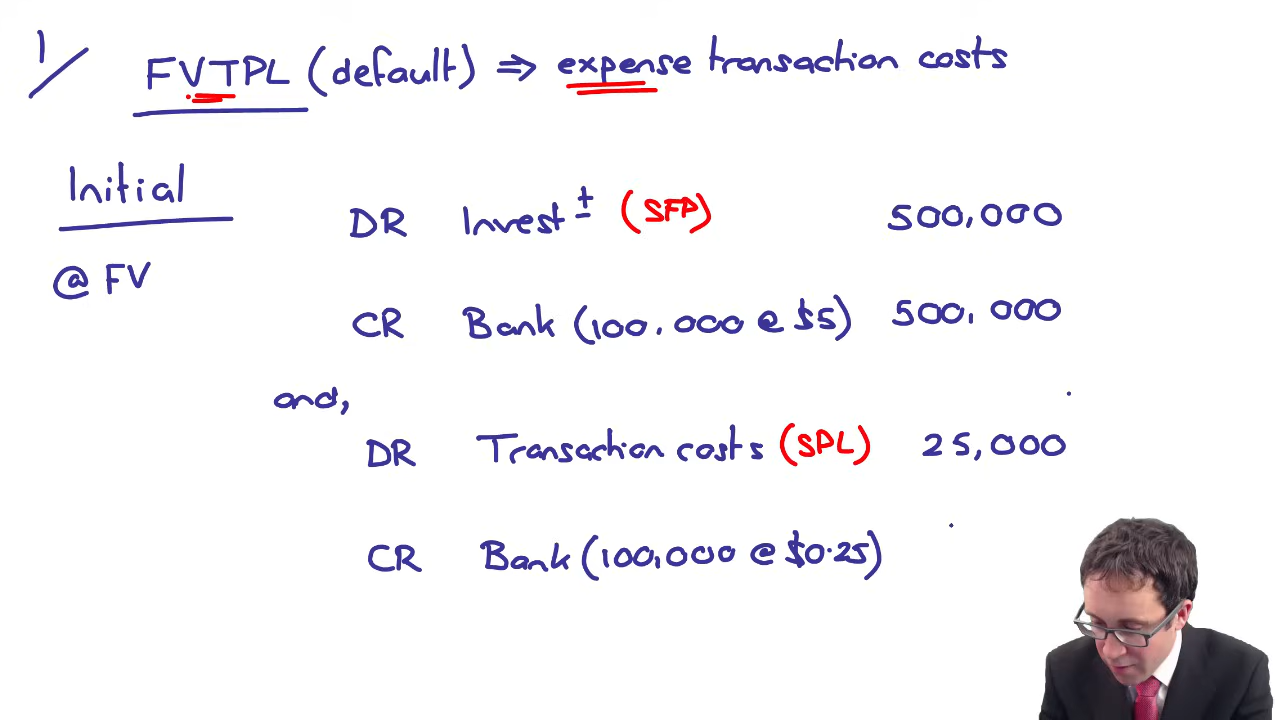 1/ FVTPL (default) ⇒ expense transaction costs
Initial
DR Invest± (SFP) 500,000
@ FV
CR Bank (100,000 @ $5) 500,000
and,
DR Transaction costs (SPL) 25,000
CR Bank (100,000 @ $0.25)